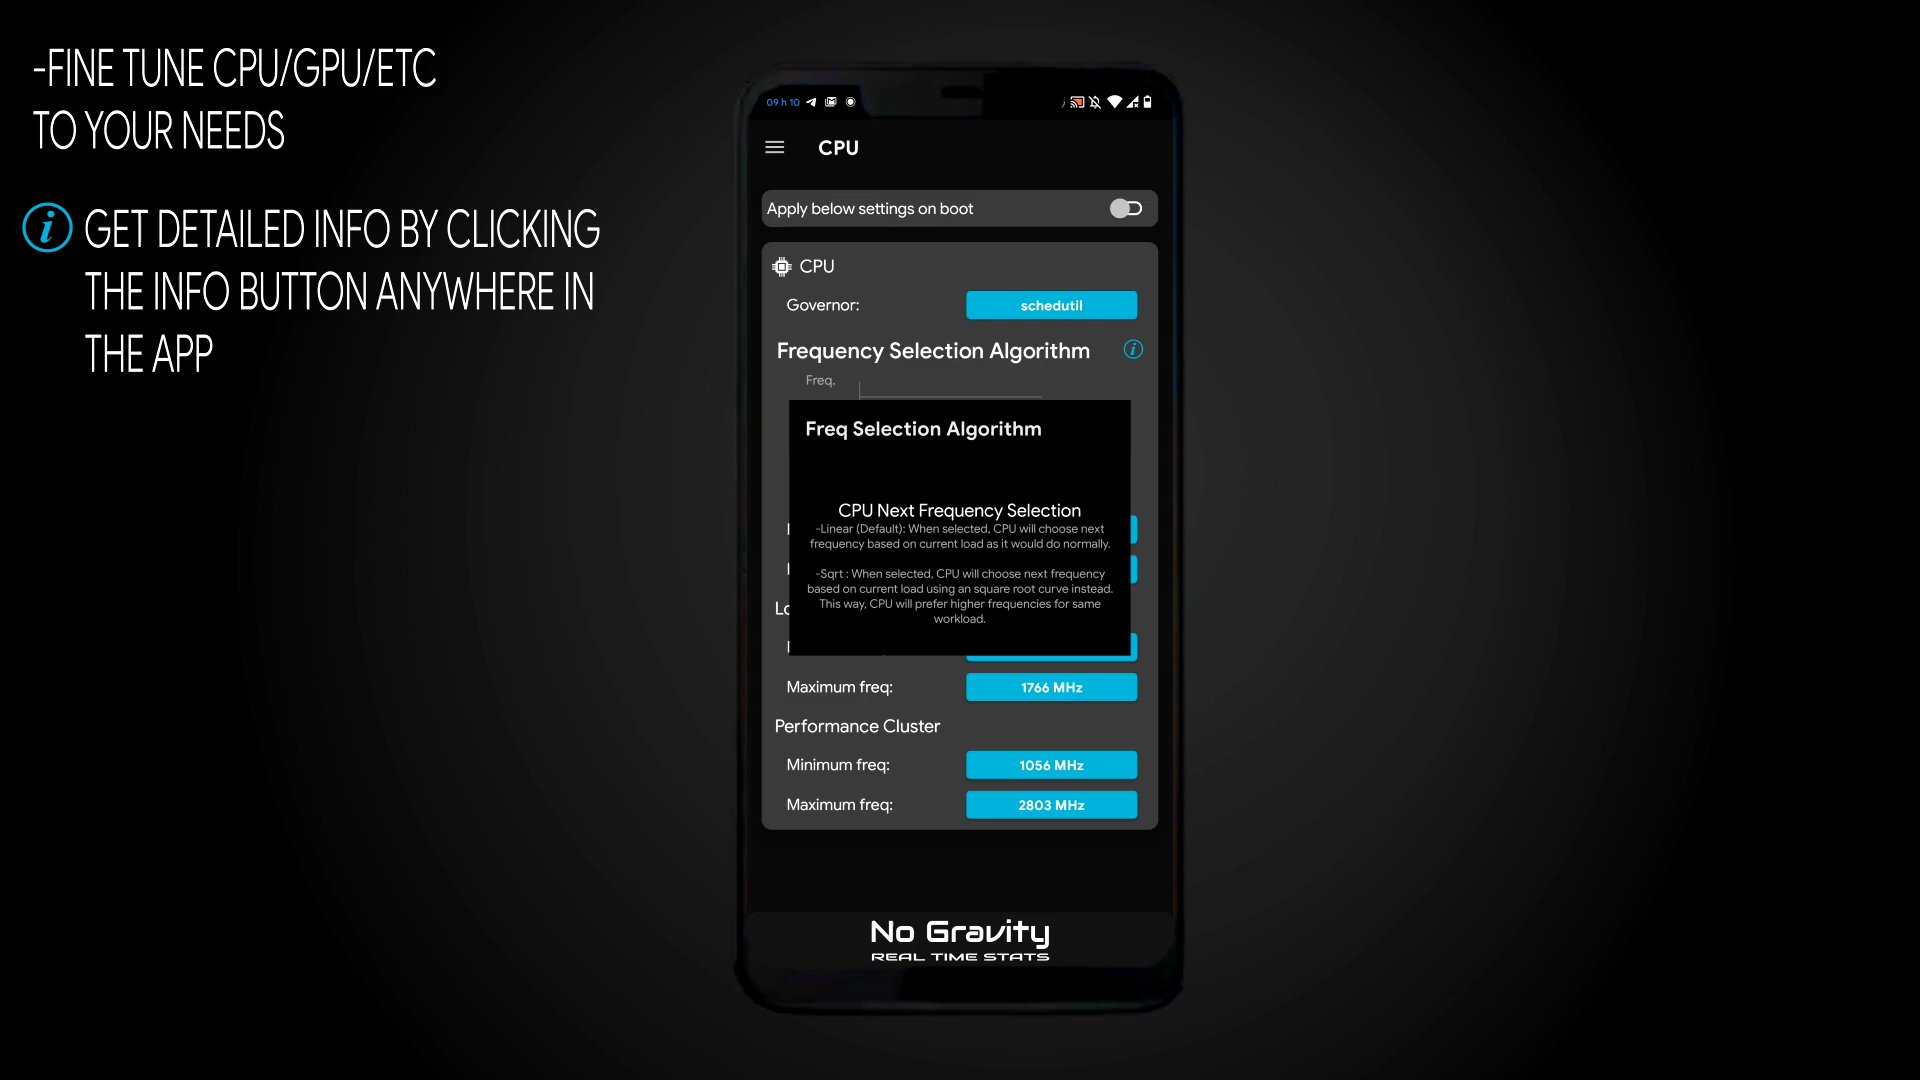 -FINE TUNE CPU/GPU/ETC
TO YOUR NEEDS
i GET DETAILED INFO BY CLICKING
THE INFO BUTTON ANYWHERE IN
THE APP
09 h 10
CPU
Apply below settings on boot
CPU
Governor: schedutil
Frequency Selection Algorithm i
Freq.
Freq Selection Algorithm
CPU Next Frequency Selection
-Linear (Default): When selected, CPU will choose next
frequency based on current load as it would do normally.
-Sqrt : When selected, CPU will choose next frequency
based on current load using an square root curve instead.
This way, CPU will prefer higher frequencies for same
workload.
Maximum freq: 1766 MHz
Performance Cluster
Minimum freq: 1056 MHz
Maximum freq: 2803 MHz
No Gravity
REAL TIME STATS